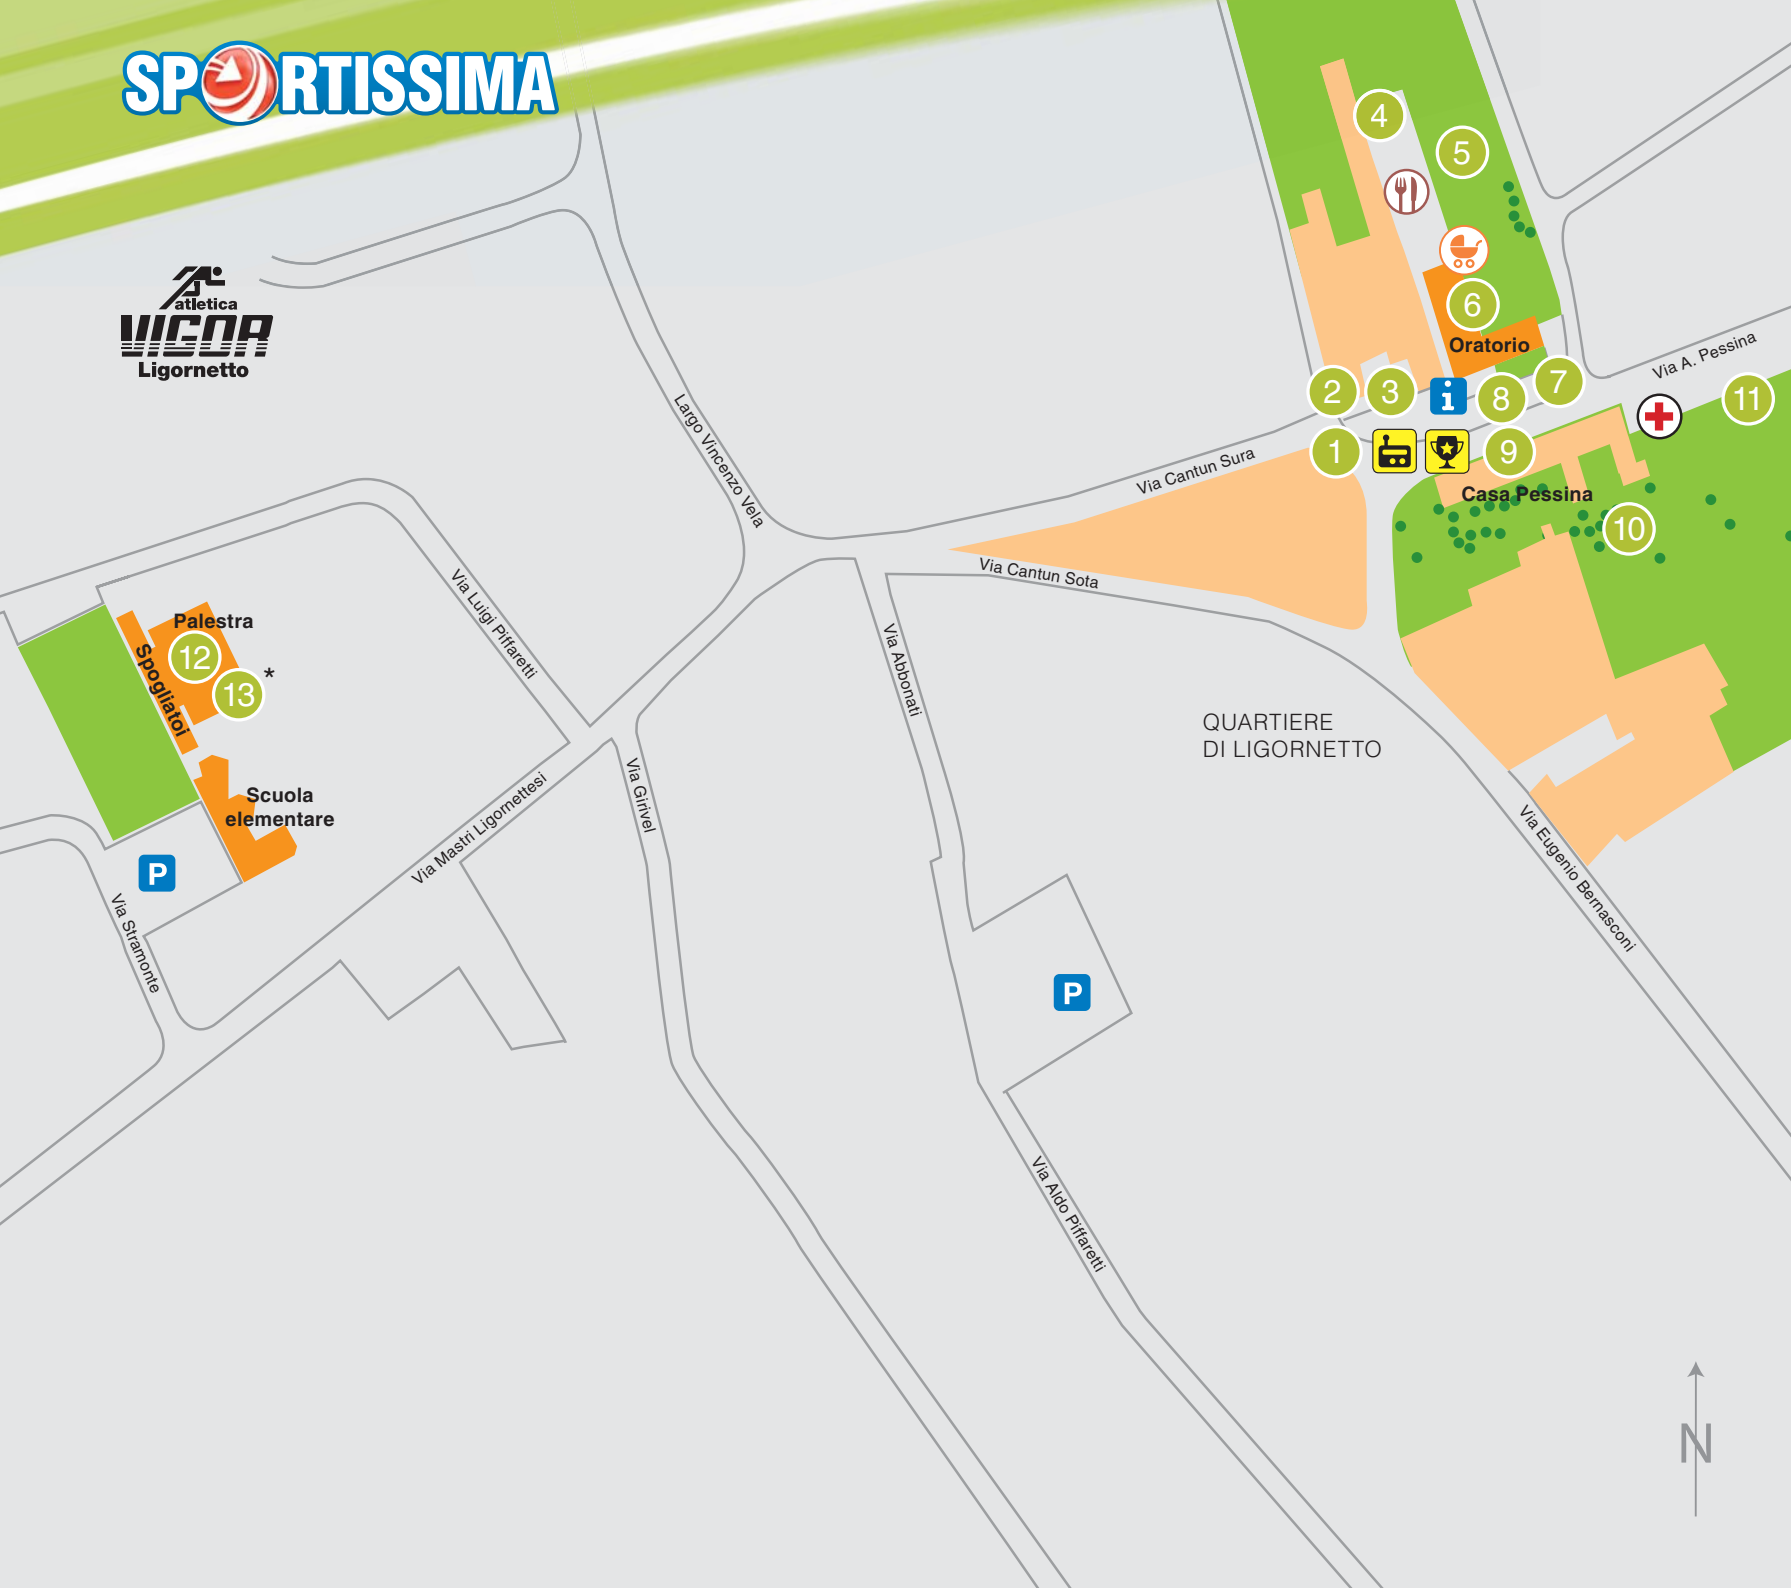 SPORTISSIMA
atletica
VIGOR
Ligornetto
4
5
6
Oratorio
2
3
i
8
7
Via A. Pessina
11
1
9
Casa Pessina
10
Via Cantun Sura
Via Cantun Sota
Largo Vincenzo Vela
Via Luigi Piffaretti
Palestra
12
Spogliatoi
13
*
Scuola
elementare
P
Via Stramonte
Via Mastri Ligornettesi
Via Girivel
Via Abbonati
QUARTIERE
DI LIGORNETTO
Via Eugenio Bernasconi
P
Via Aldo Piffaretti
N